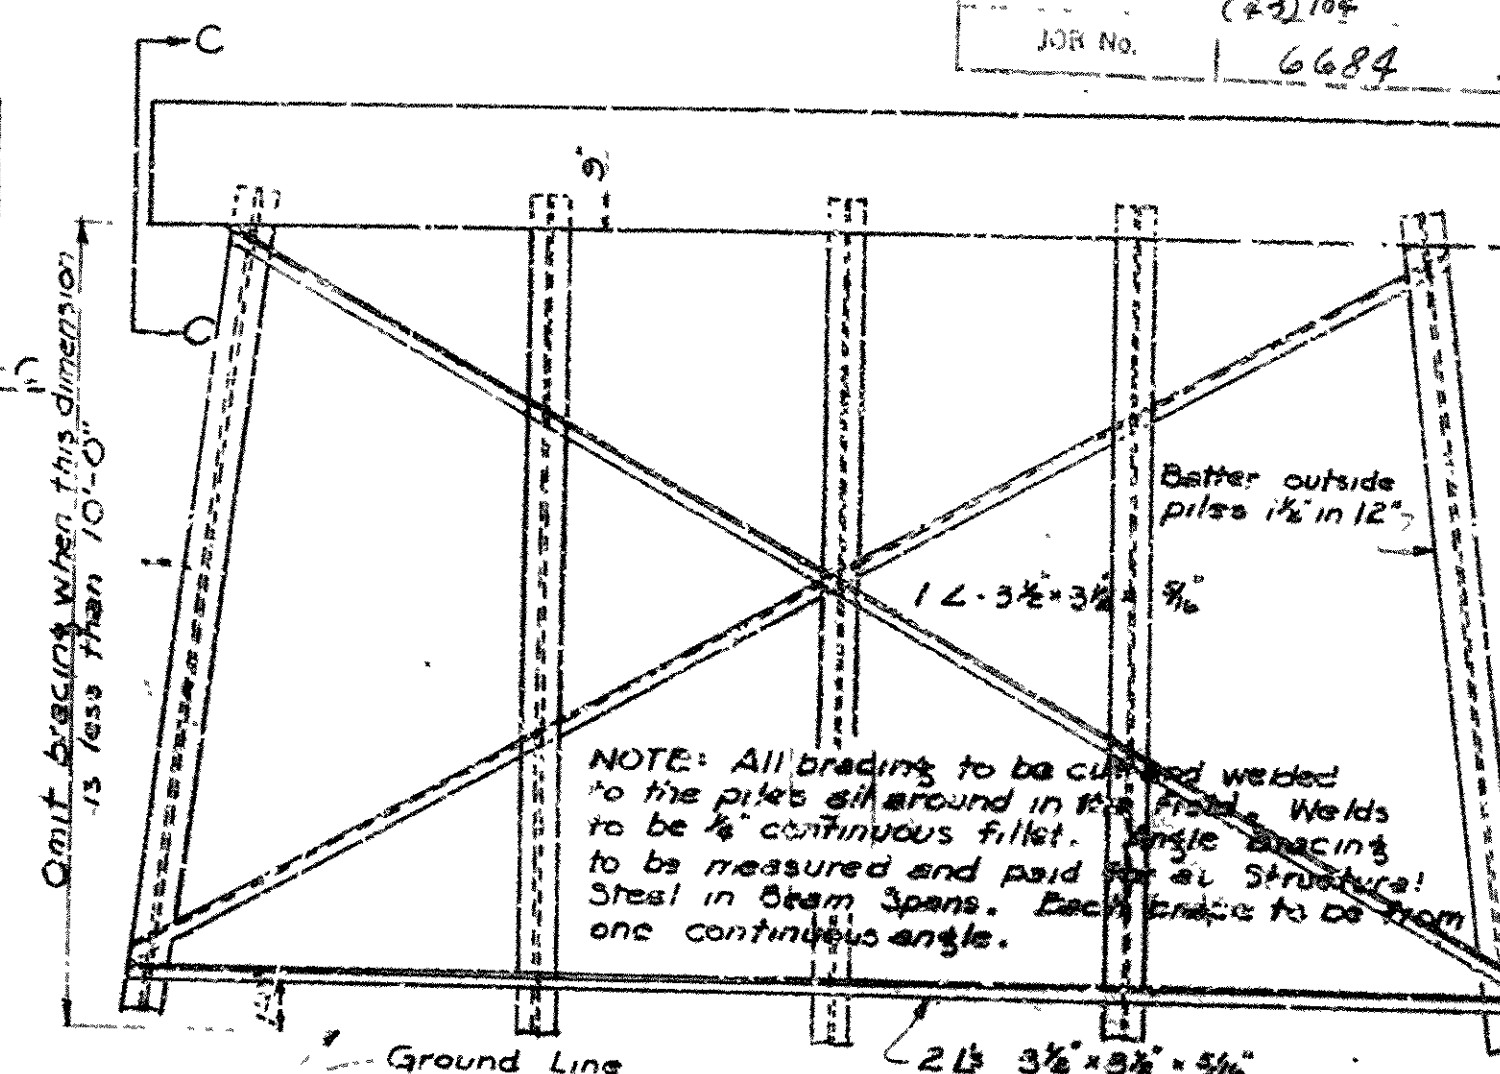 C
(43)104
JOB No.
6684
9"
C
Omit bracing when this dimension
is less than 10'-0"
Batter outside
piles 1½" in 12"
1 L - 3½" × 3½" × 5/16"
NOTE: All bracing to be cut and welded
to the piles all around in the Field. Welds
to be ¼" continuous fillet. Angle Bracing
to be measured and paid for as Structural
Steel in Beam Spans. Each brace to be from
one continuous angle.
Ground Line
2 Ls 3½" × 3½" × 5/16"